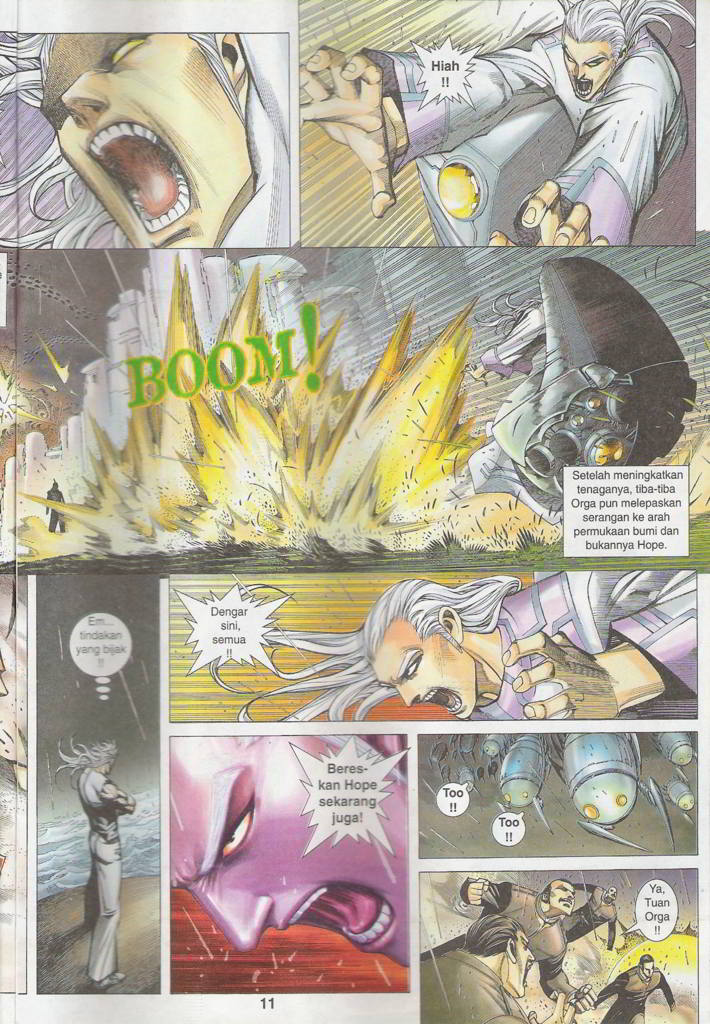 Hiah
!!
BOOM!
Setelah meningkatkan
tenaganya, tiba-tiba
Orga pun melepaskan
serangan ke arah
permukaan bumi dan
bukannya Hope.
Em...
tindakan
yang bijak
Dengar
sini,
semua
!!
Beres-
kan Hope
sekarang
juga!
Too
!!
Too
!!
Ya,
Tuan
Orga
!!
11